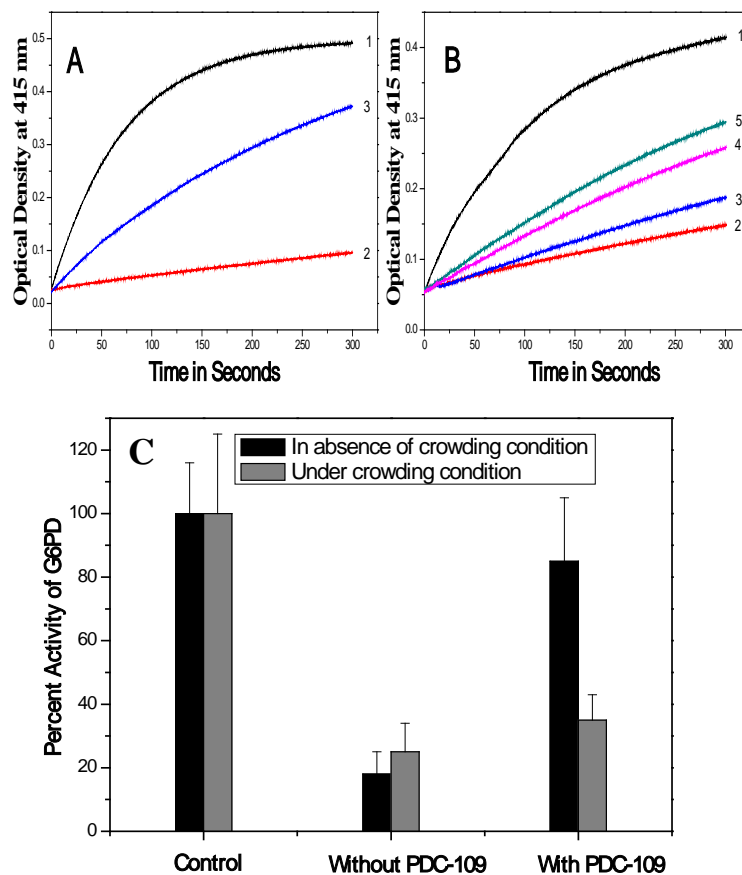 A
Optical Density at 415 nm
0.5
0.4
0.3
0.2
0.1
0.0
1
3
2
0 50 100 150 200 250 300
Time in Seconds
B
Optical Density at 415 nm
0.4
0.3
0.2
0.1
0.0
1
5
4
3
2
0 50 100 150 200 250 300
Time in Seconds
C
In absence of crowding condition
Under crowding condition
Percent Activity of G6PD
120
100
80
60
40
20
0
Control Without PDC-109 With PDC-109